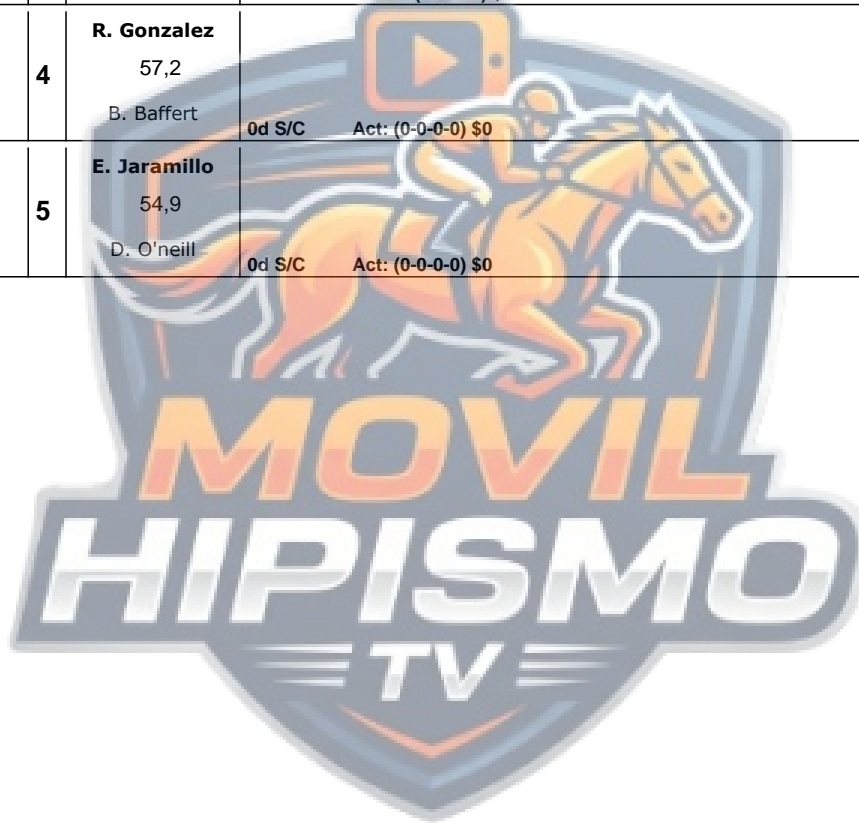 R. Gonzalez
4
57,2
B. Baffert
0d S/C Act: (0-0-0-0) $0
E. Jaramillo
5
54,9
D. O'neill
0d S/C Act: (0-0-0-0) $0
MOVIL
HIPISMO
TV